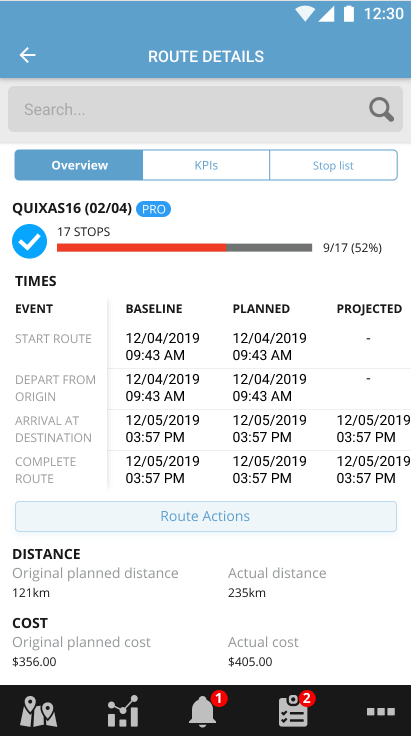 12:30
ROUTE DETAILS
Search...
Overview KPIs Stop list
QUIXAS16 (02/04) PRO
17 STOPS
9/17 (52%)
TIMES
EVENT BASELINE PLANNED PROJECTED
START ROUTE 12/04/2019 12/04/2019 -
09:43 AM 09:43 AM
DEPART FROM 12/04/2019 12/04/2019 -
ORIGIN 09:43 AM 09:43 AM
ARRIVAL AT 12/05/2019 12/05/2019 12/05/2019
DESTINATION 03:57 PM 03:57 PM 03:57 PM
COMPLETE 12/05/2019 12/05/2019 12/05/2019
ROUTE 03:57 PM 03:57 PM 03:57 PM
Route Actions
DISTANCE
Original planned distance Actual distance
121km 235km
COST
Original planned cost Actual cost
$356.00 $405.00
1 2